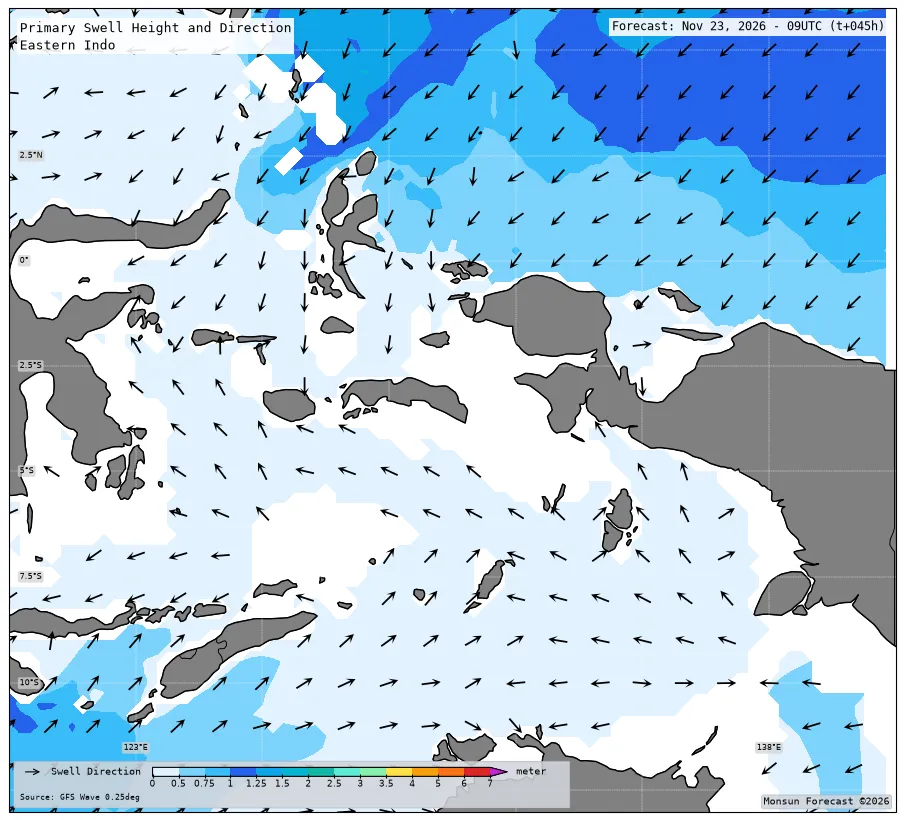 Primary Swell Height and Direction
Eastern Indo
Forecast: Nov 23, 2026 - 09UTC (t+045h)
2.5°N
0°
2.5°S
5°S
7.5°S
10°S
123°E
138°E
Swell Direction
0 0.5 0.75 1 1.25 1.5 2 2.5 3 3.5 4 5 6 7
meter
Source: GFS Wave 0.25deg
Monsun Forecast ©2026